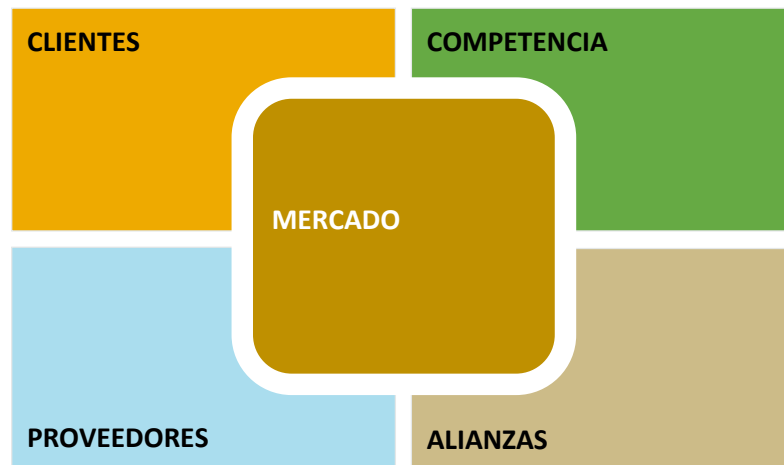 CLIENTES
COMPETENCIA
MERCADO
PROVEEDORES
ALIANZAS